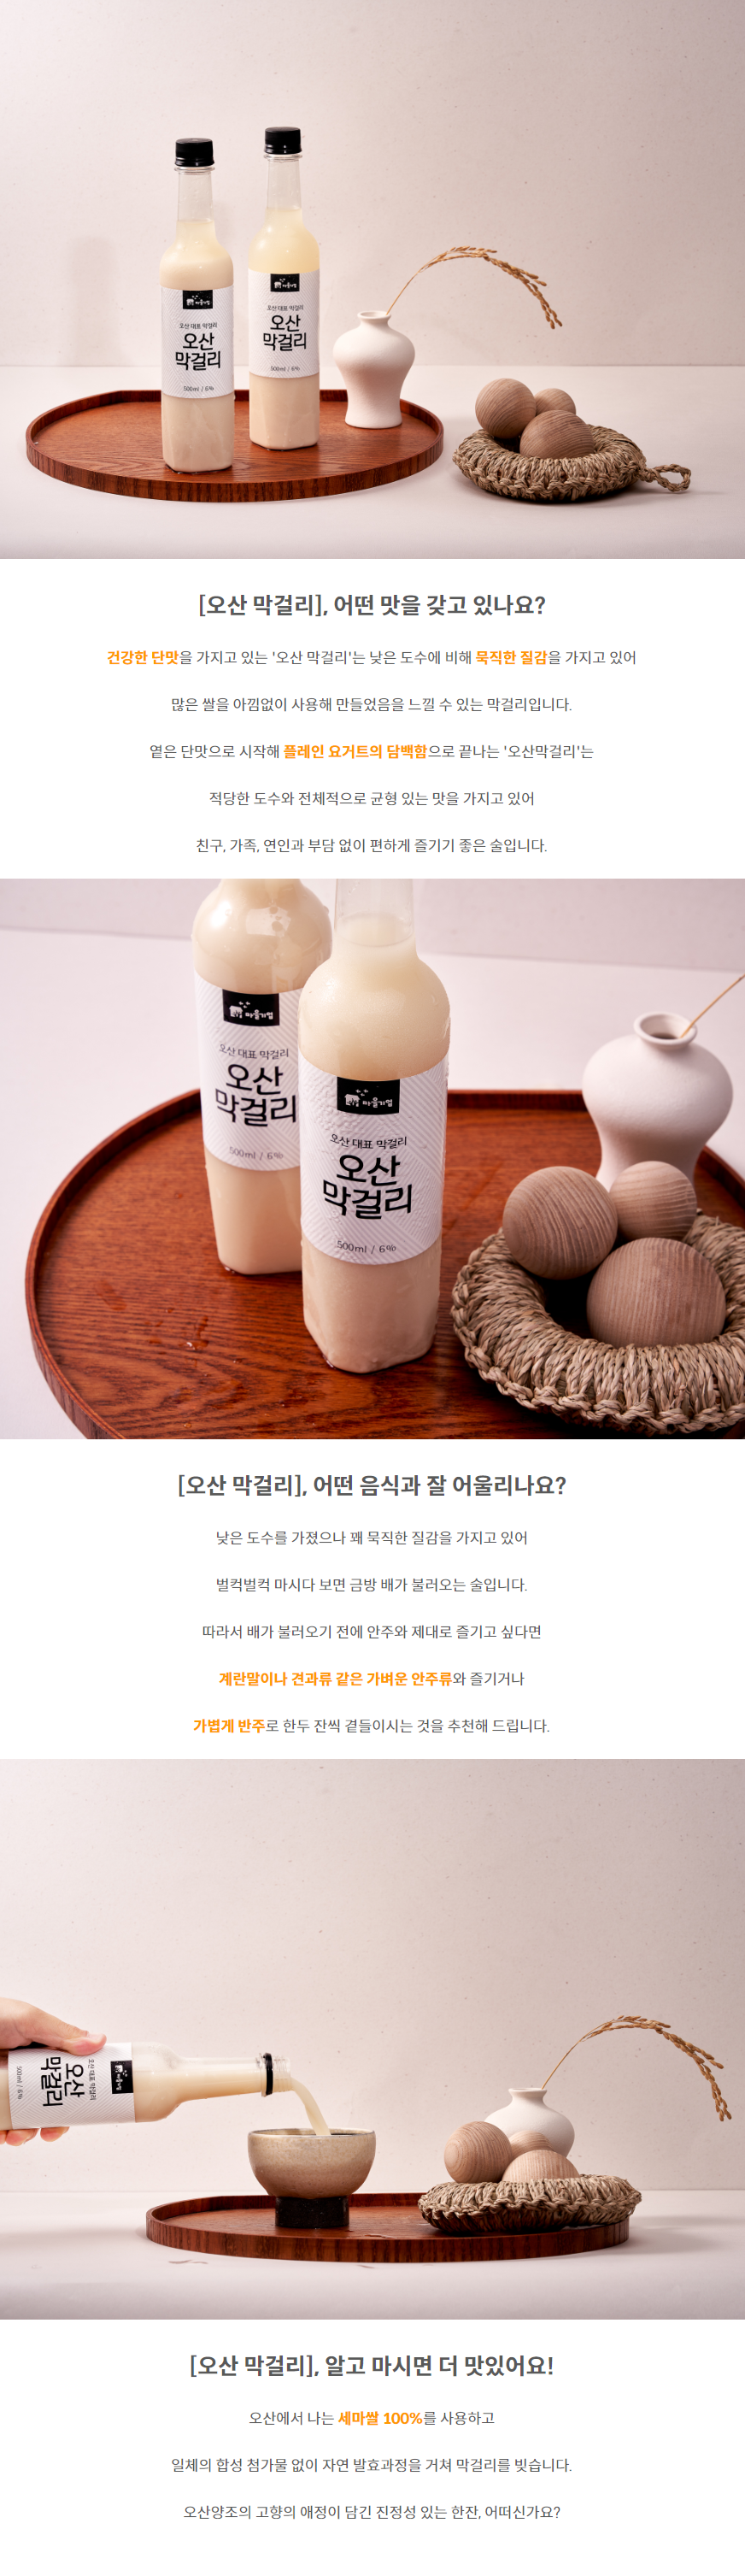 마을기업
오산 대표 막걸리
오산
막걸리
500ml / 6%
마을기업
오산 대표 막걸리
오산
막걸리
500ml / 6%
[오산 막걸리], 어떤 맛을 갖고 있나요?
건강한 단맛을 가지고 있는 '오산 막걸리'는 낮은 도수에 비해 묵직한 질감을 가지고 있어
많은 쌀을 아낌없이 사용해 만들었음을 느낄 수 있는 막걸리입니다.
옅은 단맛으로 시작해 플레인 요거트의 담백함으로 끝나는 '오산막걸리'는
적당한 도수와 전체적으로 균형 있는 맛을 가지고 있어
친구, 가족, 연인과 부담 없이 편하게 즐기기 좋은 술입니다.
마을기업
오산 대표 막걸리
오산
막걸리
500ml / 6%
마을기업
오산 대표 막걸리
오산
막걸리
500ml / 6%
[오산 막걸리], 어떤 음식과 잘 어울리나요?
낮은 도수를 가졌으나 꽤 묵직한 질감을 가지고 있어
벌컥벌컥 마시다 보면 금방 배가 불러오는 술입니다.
따라서 배가 불러오기 전에 안주와 제대로 즐기고 싶다면
계란말이나 견과류 같은 가벼운 안주류와 즐기거나
가볍게 반주로 한두 잔씩 곁들이시는 것을 추천해 드립니다.
오산 대표 막걸리
오산
막걸리
500ml / 6%
[오산 막걸리], 알고 마시면 더 맛있어요!
오산에서 나는 세마쌀 100%를 사용하고
일체의 합성 첨가물 없이 자연 발효과정을 거쳐 막걸리를 빚습니다.
오산양조의 고향의 애정이 담긴 진정성 있는 한잔, 어떠신가요?